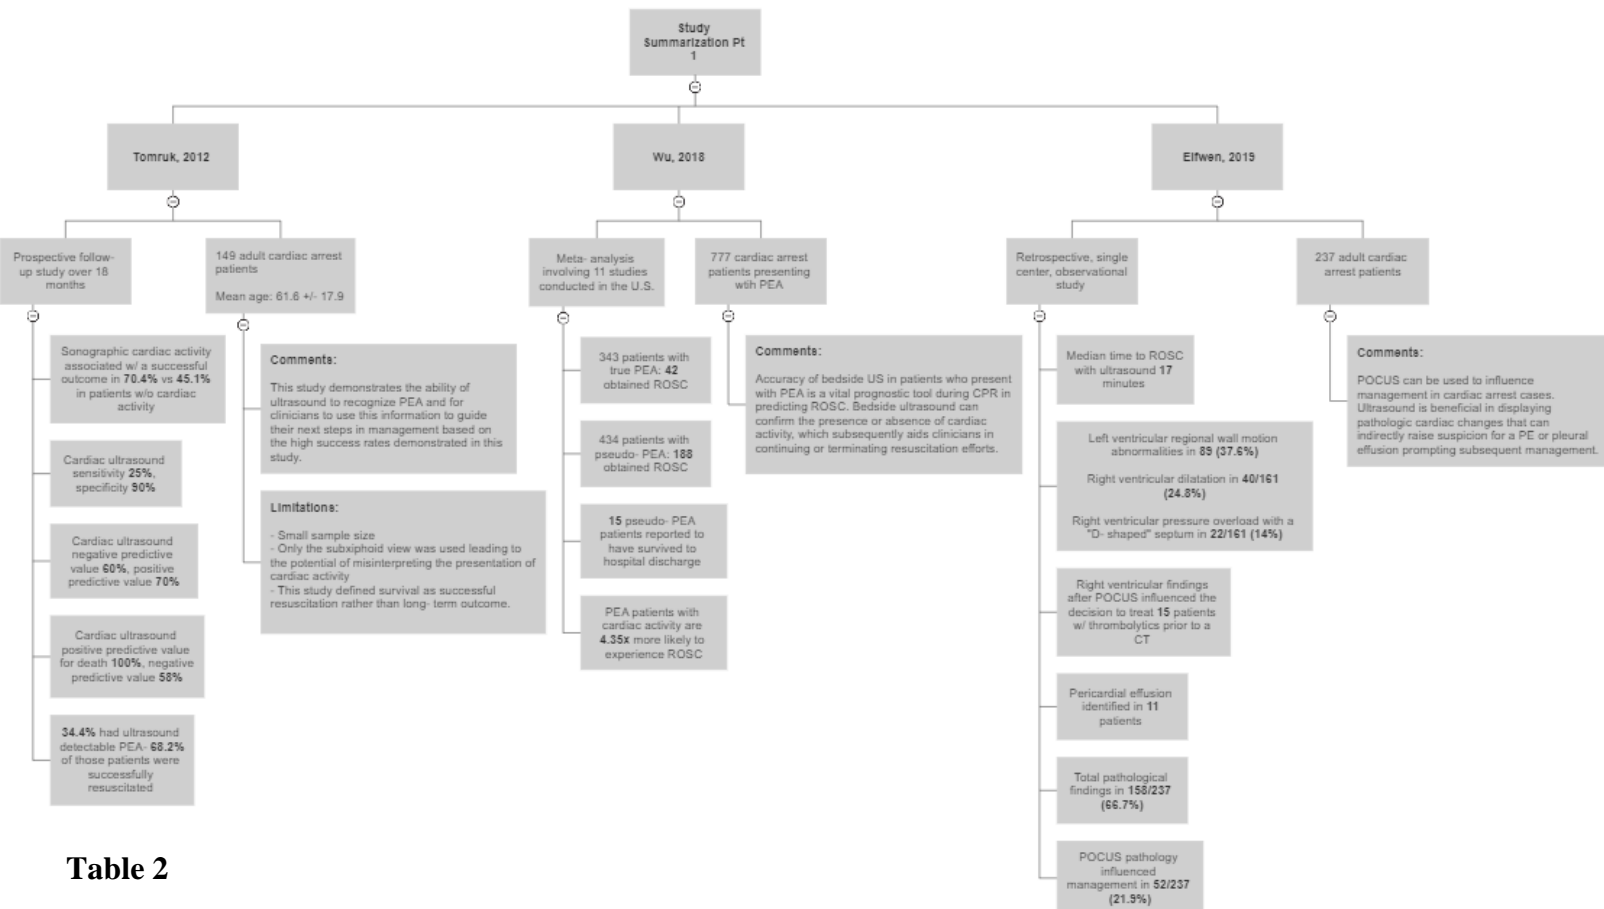 Study
Summarization Pt
1
Tomruk, 2012
Wu, 2018
Elfwen, 2019
Prospective follow-
up study over 18
months
149 adult cardiac arrest
patients
Mean age: 61.6 +/- 17.9
Meta- analysis
involving 11 studies
conducted in the U.S.
777 cardiac arrest
patients presenting
wtih PEA
Retrospective, single
center, observational
study
237 adult cardiac
arrest patients
Sonographic cardiac activity
associated w/ a successful
outcome in 70.4% vs 45.1%
in patients w/o cardiac
activity
Cardiac ultrasound
sensitivity 25%,
specificity 90%
Cardiac ultrasound
negative predictive
value 60%, positive
predictive value 70%
Cardiac ultrasound
positive predictive value
for death 100%, negative
predictive value 58%
34.4% had ultrasound
detectable PEA- 68.2%
of those patients were
successfully
resuscitated
Comments:
This study demonstrates the ability of
ultrasound to recognize PEA and for
clinicians to use this information to guide
their next steps in management based on
the high success rates demonstrated in this
study.
Limitations:
- Small sample size
- Only the subxiphoid view was used leading to
the potential of misinterpreting the presentation of
cardiac activity
- This study defined survival as successful
resuscitation rather than long- term outcome.
343 patients with
true PEA: 42
obtained ROSC
434 patients with
pseudo- PEA: 188
obtained ROSC
15 pseudo- PEA
patients reported to
have survived to
hospital discharge
PEA patients with
cardiac activity are
4.35x more likely to
experience ROSC
Comments:
Accuracy of bedside US in patients who present
with PEA is a vital prognostic tool during CPR in
predicting ROSC. Bedside ultrasound can
confirm the presence or absence of cardiac
activity, which subsequently aids clinicians in
continuing or terminating resuscitation efforts.
Median time to ROSC
with ultrasound 17
minutes
Left ventricular regional wall motion
abnormalities in 89 (37.6%)
Right ventricular dilatation in 40/161
(24.8%)
Right ventricular pressure overload with a
"D- shaped" septum in 22/161 (14%)
Right ventricular findings
after POCUS influenced the
decision to treat 15 patients
w/ thrombolytics prior to a
CT
Pericardial effusion
identified in 11
patients
Total pathological
findings in 158/237
(66.7%)
POCUS pathology
influenced
management in 52/237
(21.9%)
Comments:
POCUS can be used to influence
management in cardiac arrest cases.
Ultrasound is beneficial in displaying
pathologic cardiac changes that can
indirectly raise suspicion for a PE or pleural
effusion prompting subsequent management.
Table 2